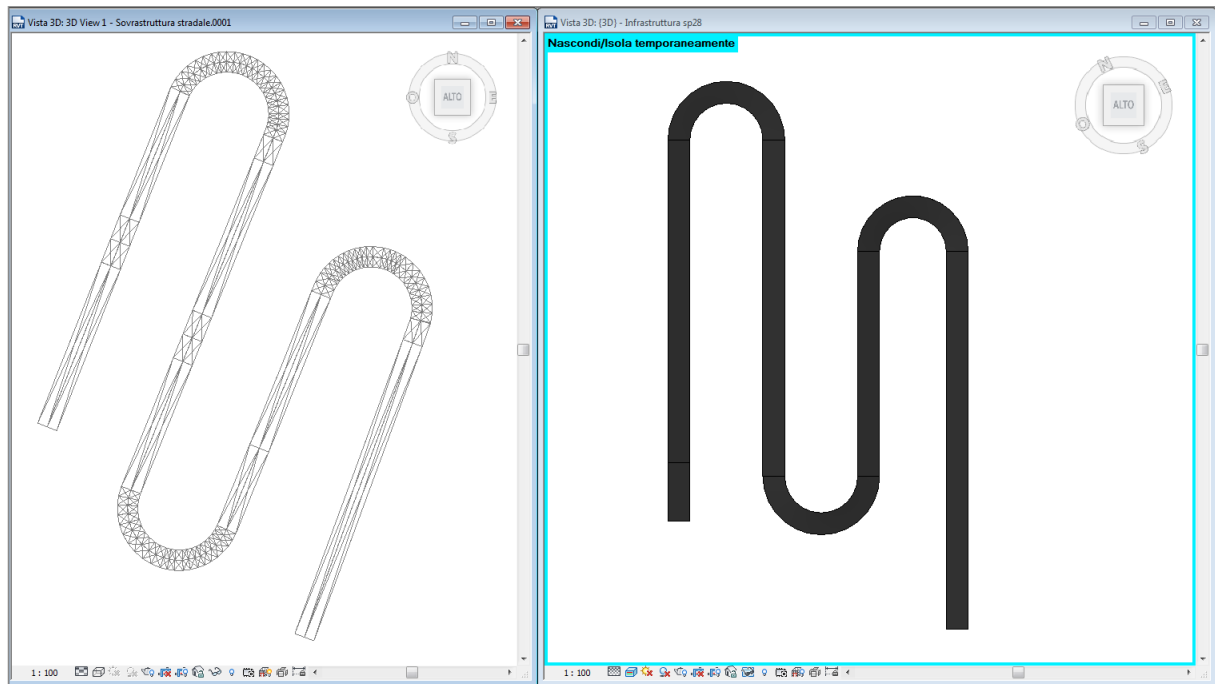 Vista 3D: 3D View 1 - Sovrastruttura stradale.0001
N
O
ALTO
E
S
1 : 100
Vista 3D: {3D} - Infrastruttura sp28
Nascondi/Isola temporaneamente
N
E
ALTO
O
S
1 : 100